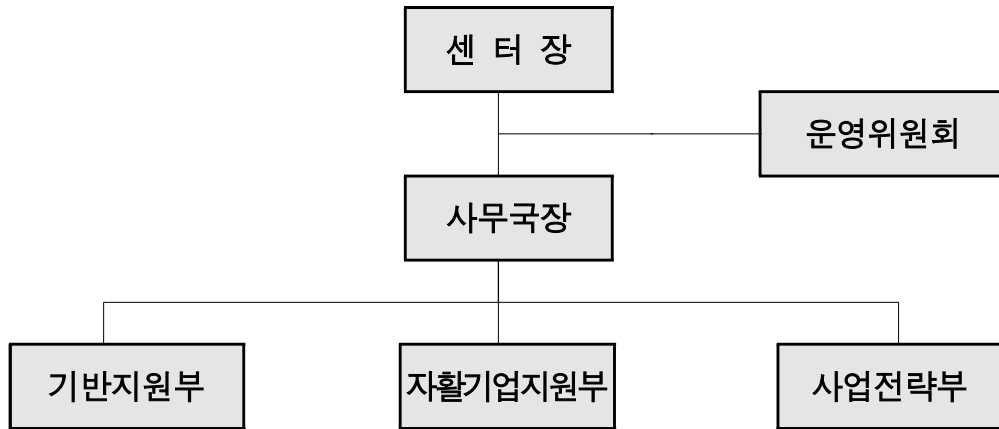 센 터 장
운영위원회
사무국장
기반지원부
자활기업지원부
사업전략부